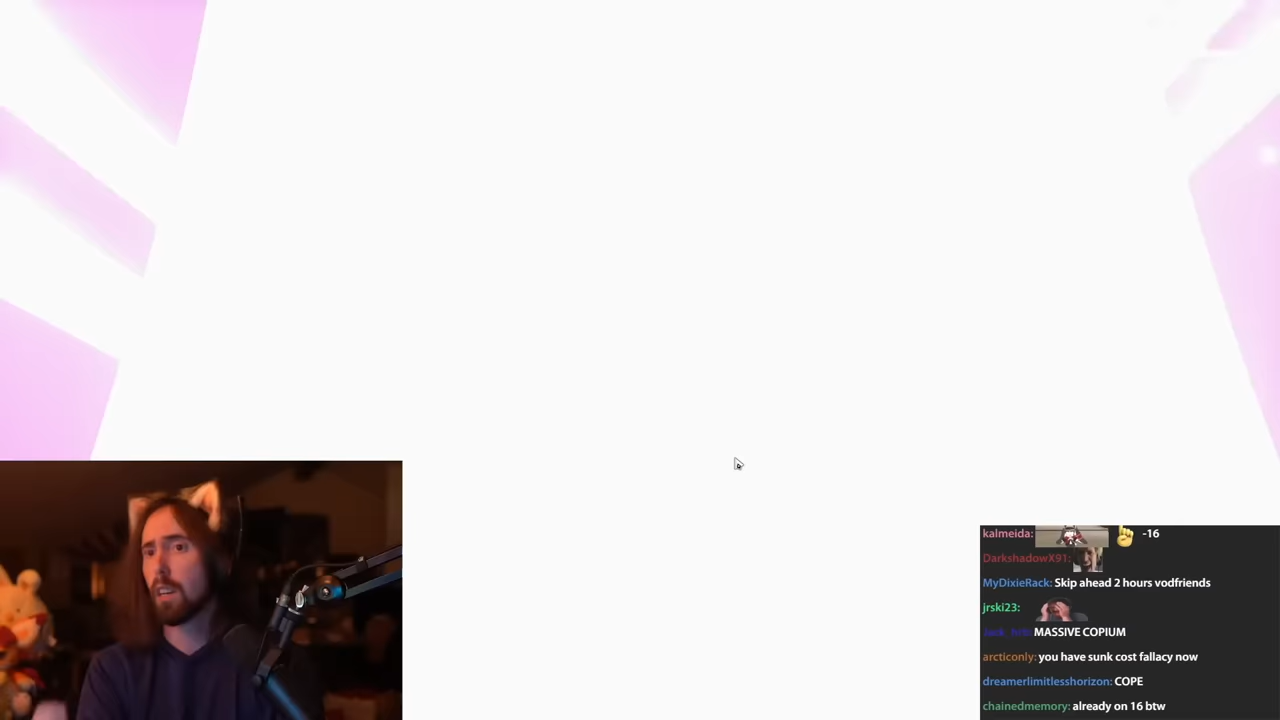 kalmeida: -16
DarkshadowX91:
MyDixieRack: Skip ahead 2 hours vodfriends
jrski23:
MASSIVE COPIUM
arcticonly: you have sunk cost fallacy now
dreamerlimitlesshorizon: COPE
chainedmemory: already on 16 btw